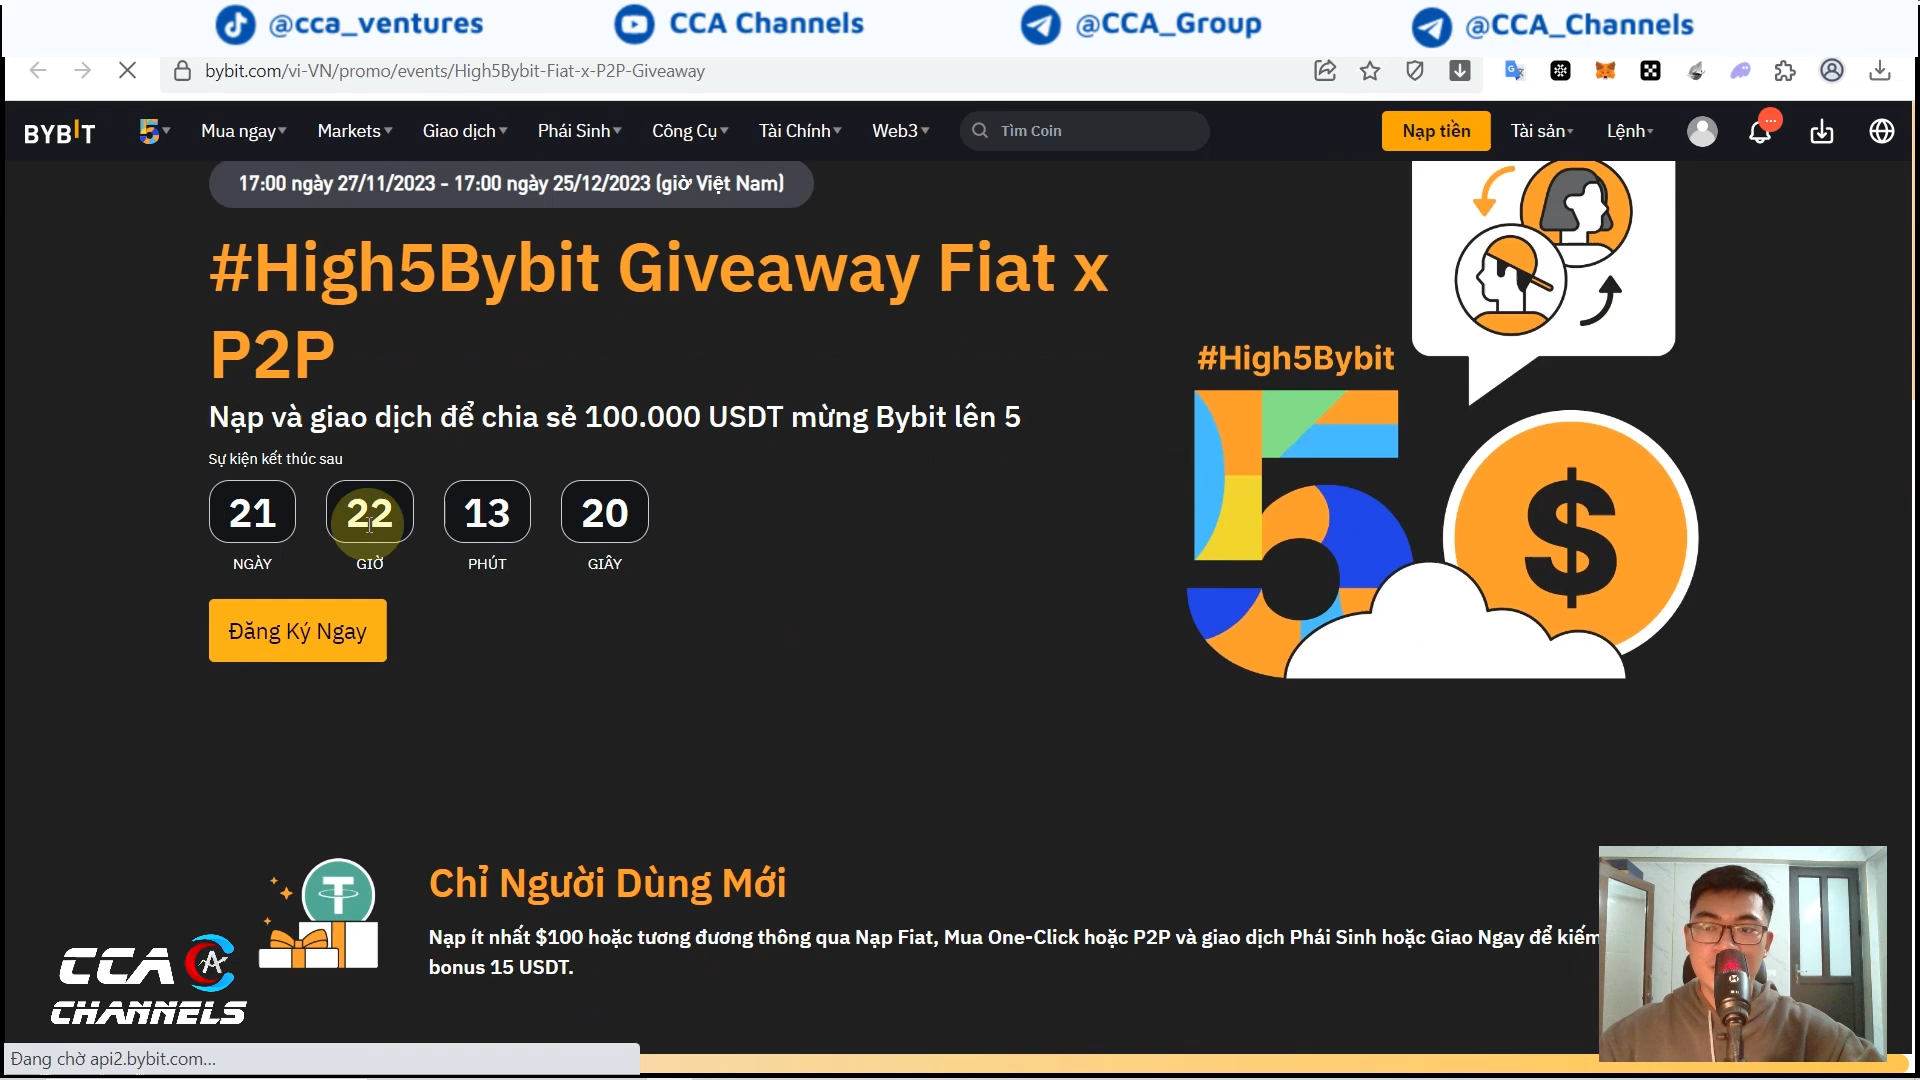 @cca_ventures
CCA Channels
@CCA_Group
@CCA_Channels
bybit.com/vi-VN/promo/events/High5Bybit-Fiat-x-P2P-Giveaway
BYBIT
5
Mua ngay
Markets
Giao dịch
Phái Sinh
Công Cụ
Tài Chính
Web3
Tìm Coin
Nạp tiền
Tài sản
Lệnh
17:00 ngày 27/11/2023 - 17:00 ngày 25/12/2023 (giờ Việt Nam)
#High5Bybit Giveaway Fiat x
P2P
Nạp và giao dịch để chia sẻ 100.000 USDT mừng Bybit lên 5
Sự kiện kết thúc sau
21
22
13
20
NGÀY
GIỜ
PHÚT
GIÂY
Đăng Ký Ngay
#High5Bybit
5
$
Chỉ Người Dùng Mới
Nạp ít nhất $100 hoặc tương đương thông qua Nạp Fiat, Mua One-Click hoặc P2P và giao dịch Phái Sinh hoặc Giao Ngay để kiếm
bonus 15 USDT.
CCA
CHANNELS
Đang chờ api2.bybit.com...